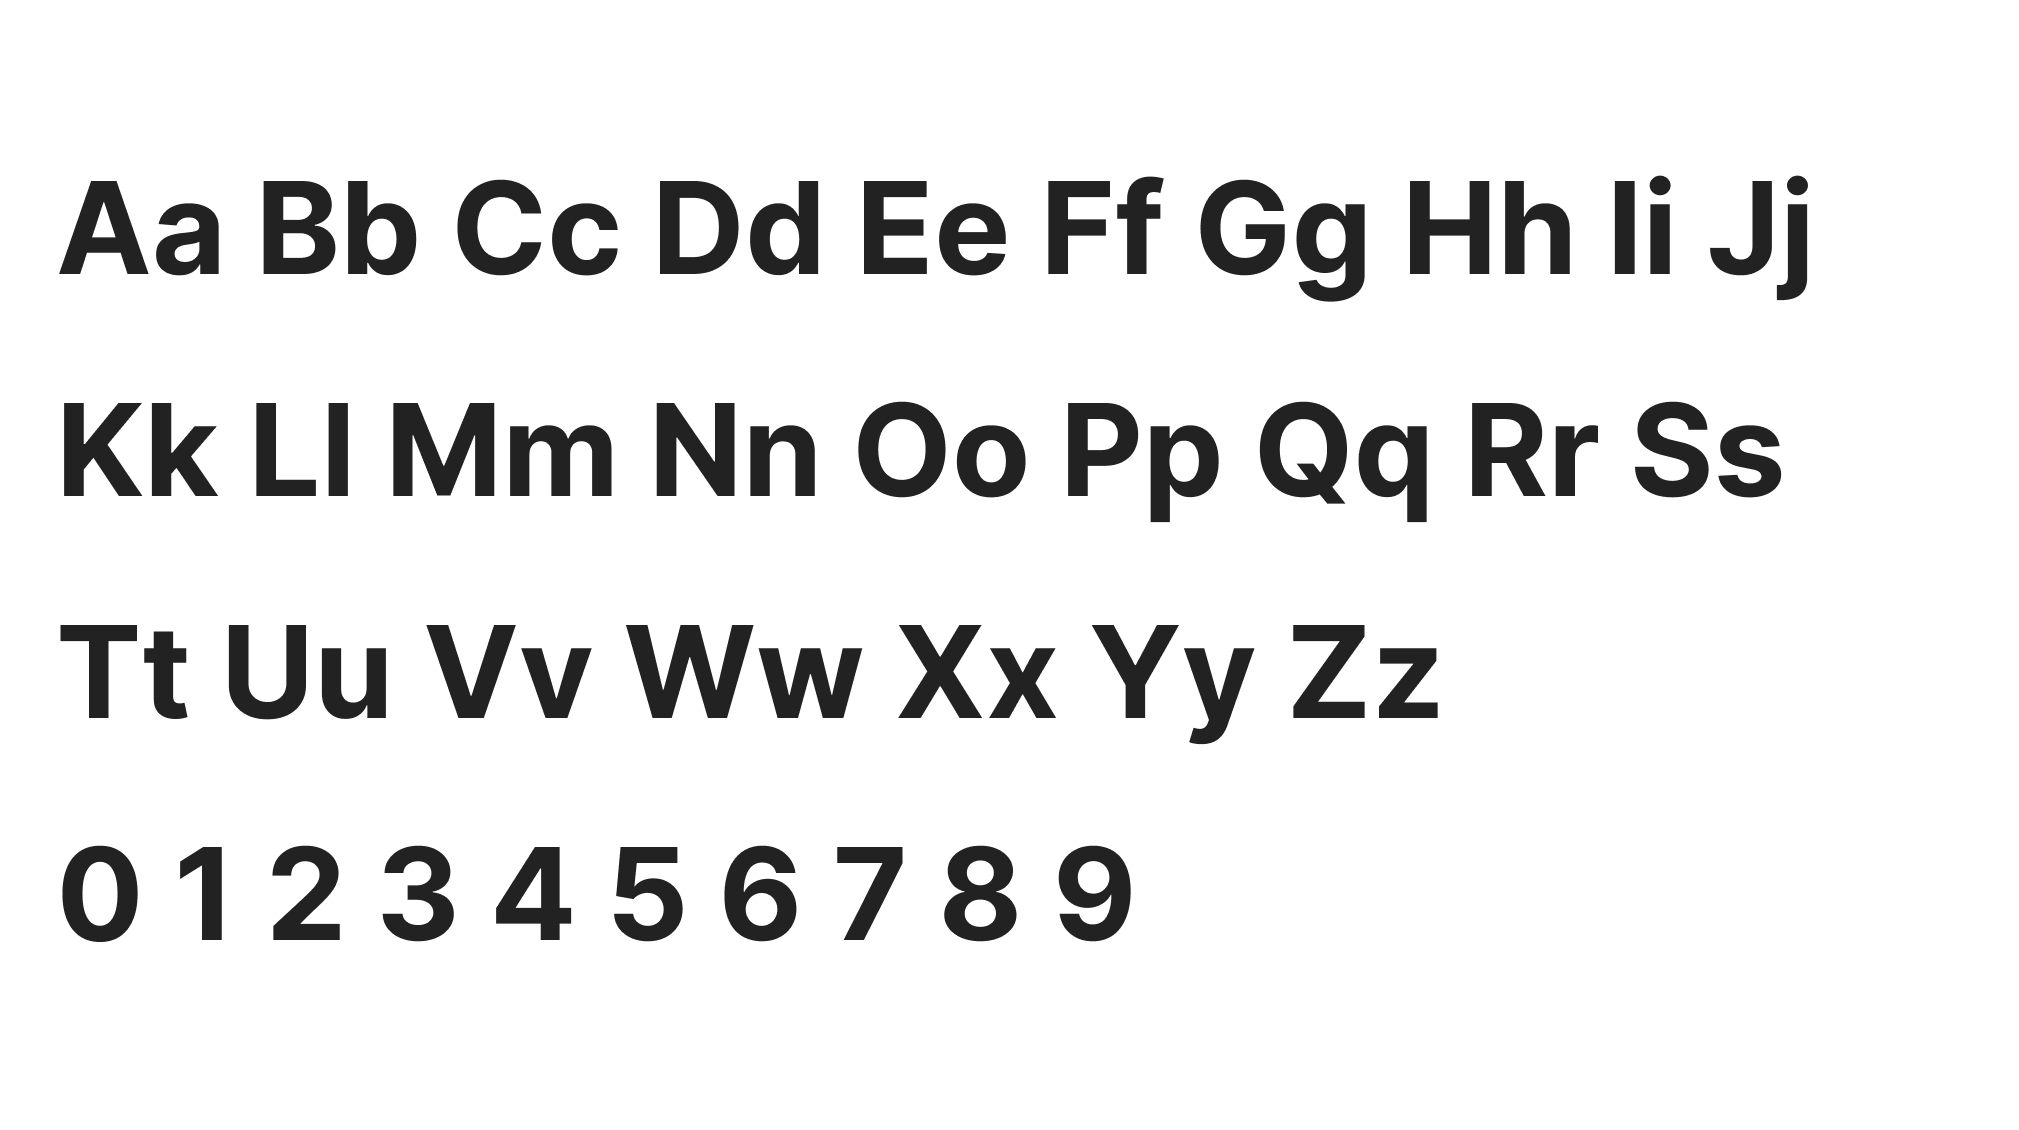 Aa Bb Cc Dd Ee Ff Gg Hh Ii Jj
Kk Ll Mm Nn Oo Pp Qq Rr Ss
Tt Uu Vv Ww Xx Yy Zz
0 1 2 3 4 5 6 7 8 9